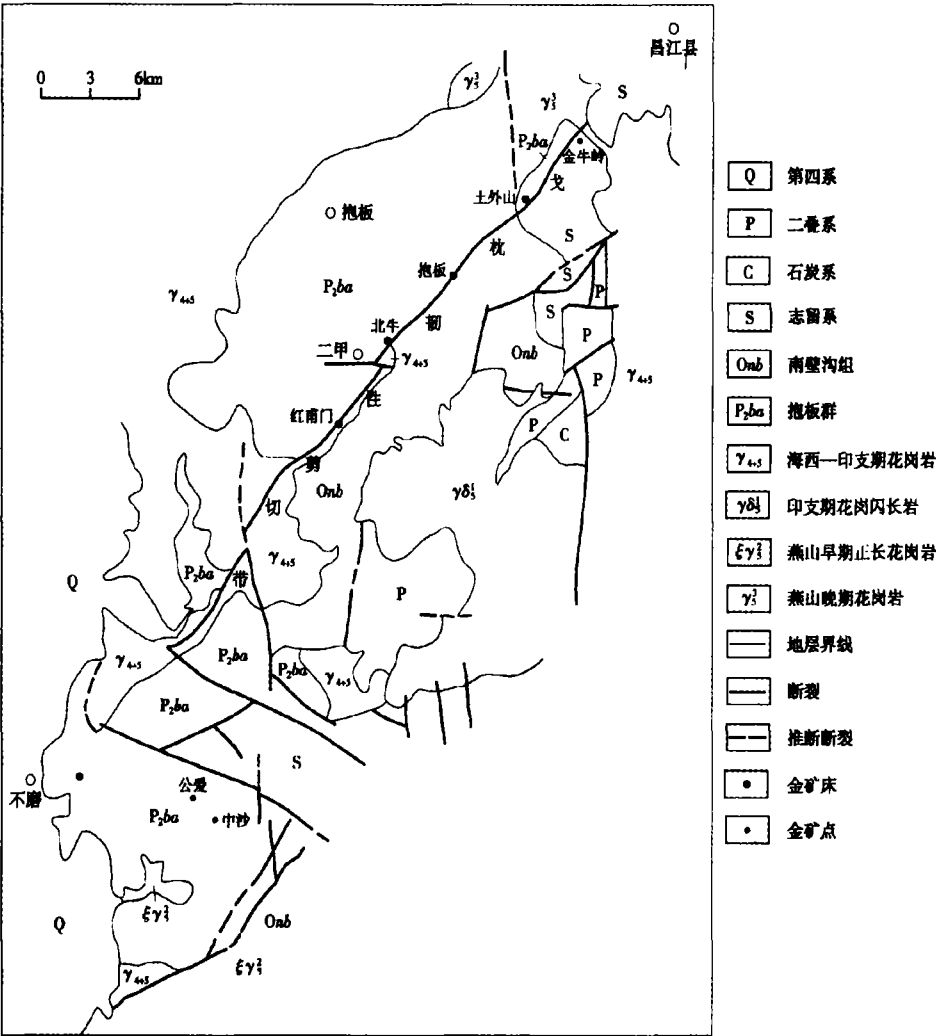 昌江县
0 3 6km
γ₅³
γ₅³
S
P₂ba
金牛岭
戈
土外山
抱板
枕
S
抱板
P₂ba
γ₄₊₅
S
P
S
韧
北牛
P
二甲
γ₄₊₅
Onb
P
γ₄₊₅
性
红甫门
P
C
剪
Onb
γδ₅¹
切
γ₄₊₅
P₂ba
带
Q
P
P₂ba
P₂ba
γ₄₊₅
γ₄₊₅
P₂ba
S
不磨
公爱
P₂ba
中沙
ξγ₅²
Q
Onb
ξγ₅²
γ₄₊₅
Q 第四系
P 二叠系
C 石炭系
S 志留系
Onb 南壁沟组
P₂ba 抱板群
γ₄₊₅ 海西—印支期花岗岩
γδ₅¹ 印支期花岗闪长岩
ξγ₅² 燕山早期正长花岗岩
γ₅³ 燕山晚期花岗岩
地层界线
断裂
推断断裂
金矿床
金矿点